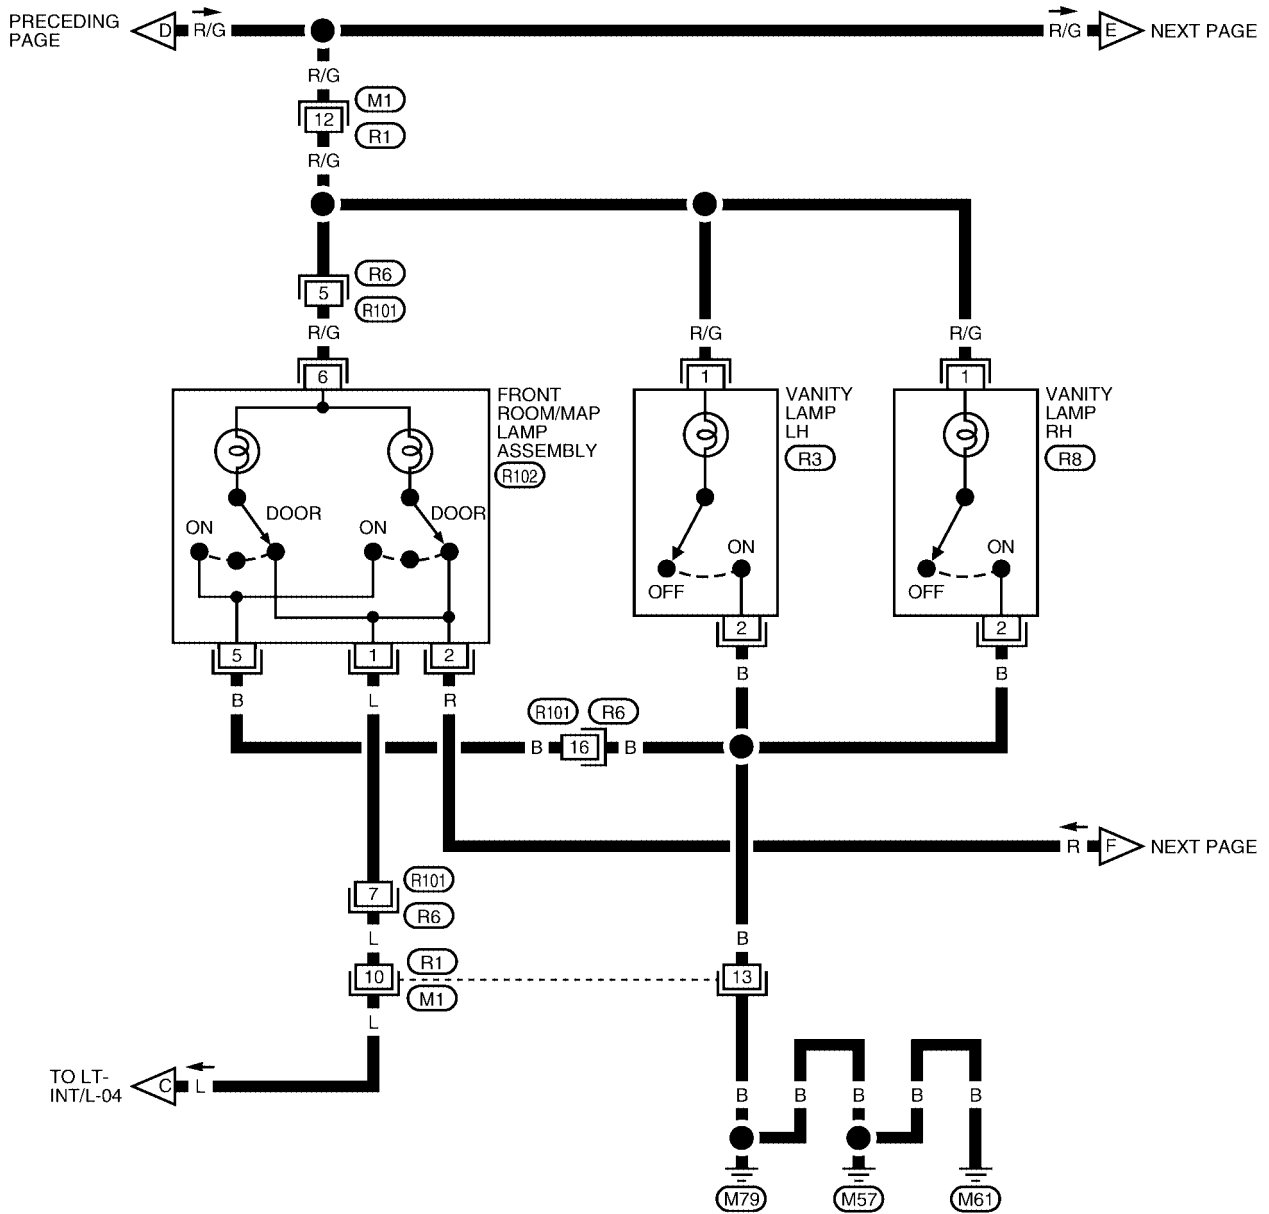 PRECEDING
PAGE
D
R/G
R/G
E
NEXT PAGE
R/G
M1
12
R1
R/G
R6
5
R101
R/G
R/G
R/G
6
1
1
FRONT
ROOM/MAP
LAMP
ASSEMBLY
R102
VANITY
LAMP
LH
R3
VANITY
LAMP
RH
R8
ON
DOOR
ON
DOOR
ON
OFF
ON
OFF
5
1
2
2
2
B
L
R
B
B
R101
R6
B
16
B
R
F
NEXT PAGE
7
R101
R6
L
B
R1
10
13
M1
L
TO LT-
INT/L-04
C
L
B
B
B
B
B
M79
M57
M61